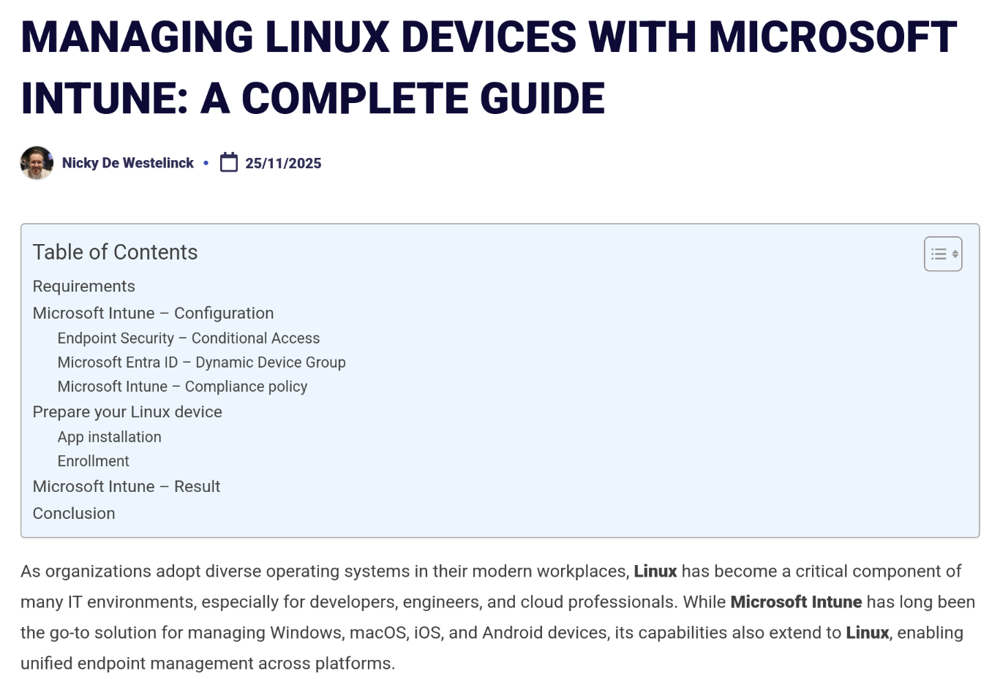 MANAGING LINUX DEVICES WITH MICROSOFT
INTUNE: A COMPLETE GUIDE
Nicky De Westelinck • 25/11/2025
Table of Contents
Requirements
Microsoft Intune – Configuration
Endpoint Security – Conditional Access
Microsoft Entra ID – Dynamic Device Group
Microsoft Intune – Compliance policy
Prepare your Linux device
App installation
Enrollment
Microsoft Intune – Result
Conclusion
As organizations adopt diverse operating systems in their modern workplaces, Linux has become a critical component of
many IT environments, especially for developers, engineers, and cloud professionals. While Microsoft Intune has long been
the go-to solution for managing Windows, macOS, iOS, and Android devices, its capabilities also extend to Linux, enabling
unified endpoint management across platforms.